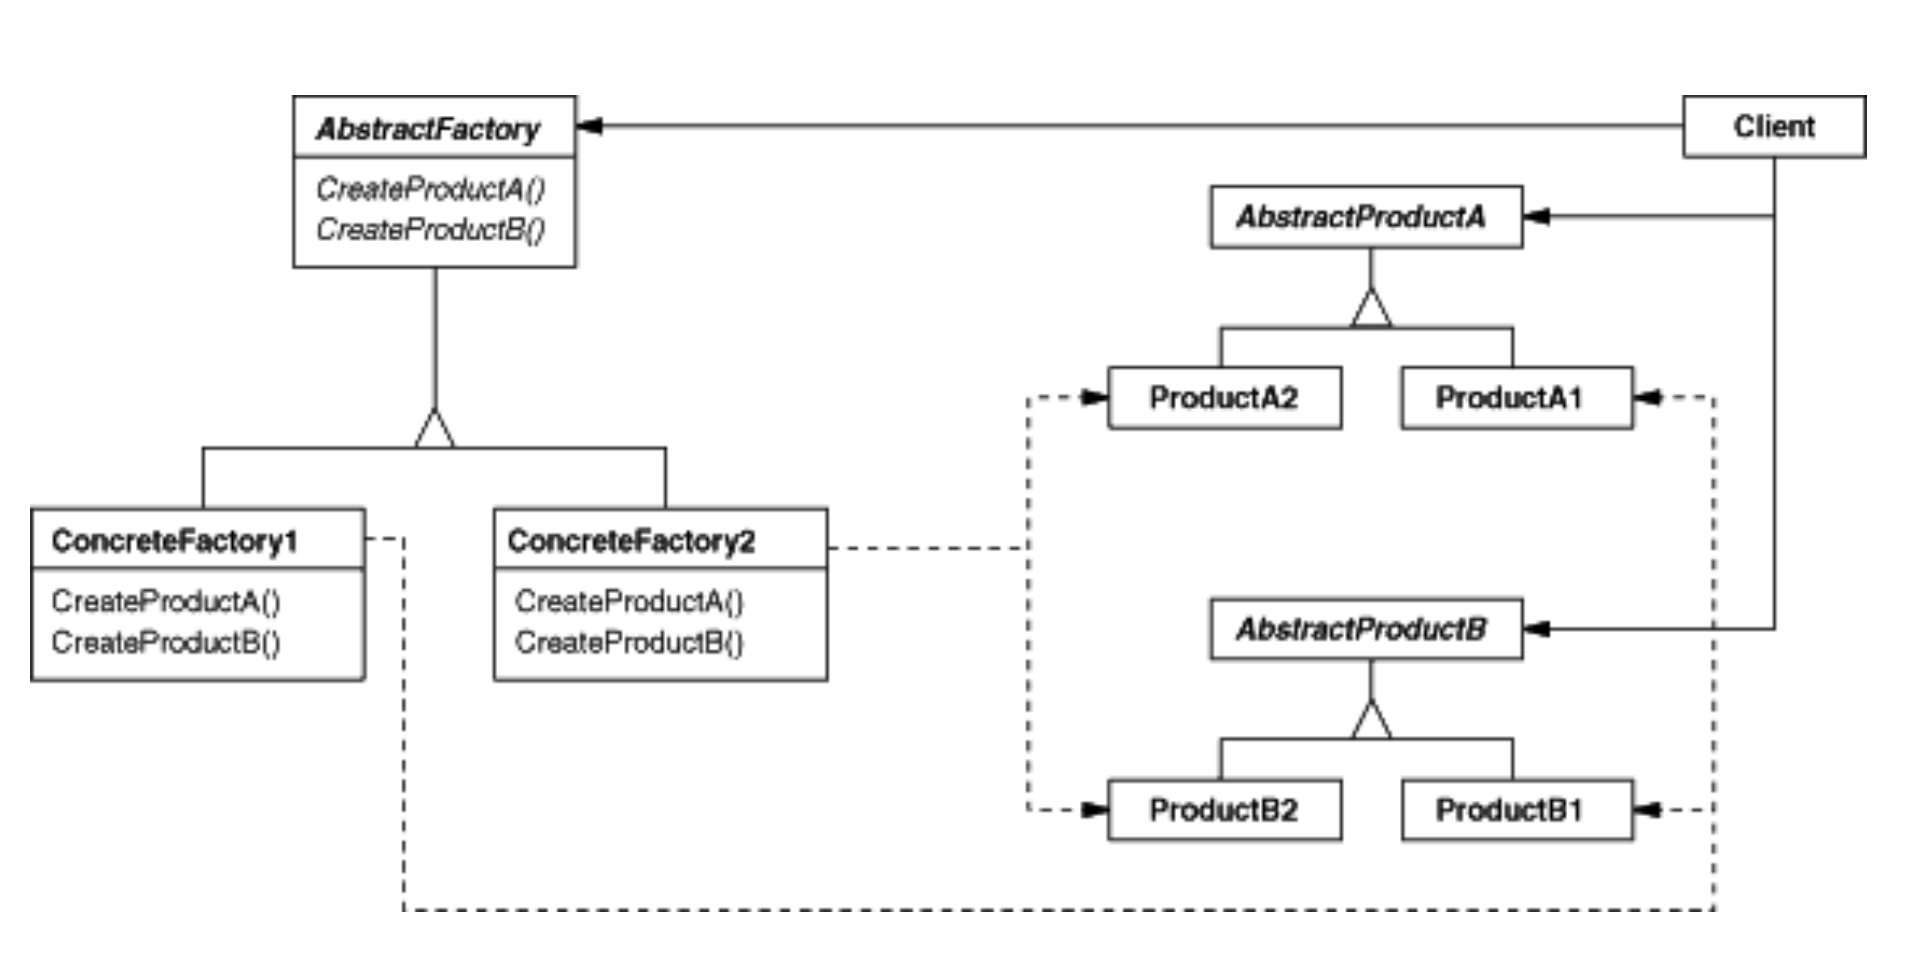 AbstractFactory
CreateProductA()
CreateProductB()
Client
AbstractProductA
ProductA2
ProductA1
ConcreteFactory1
CreateProductA()
CreateProductB()
ConcreteFactory2
CreateProductA()
CreateProductB()
AbstractProductB
ProductB2
ProductB1